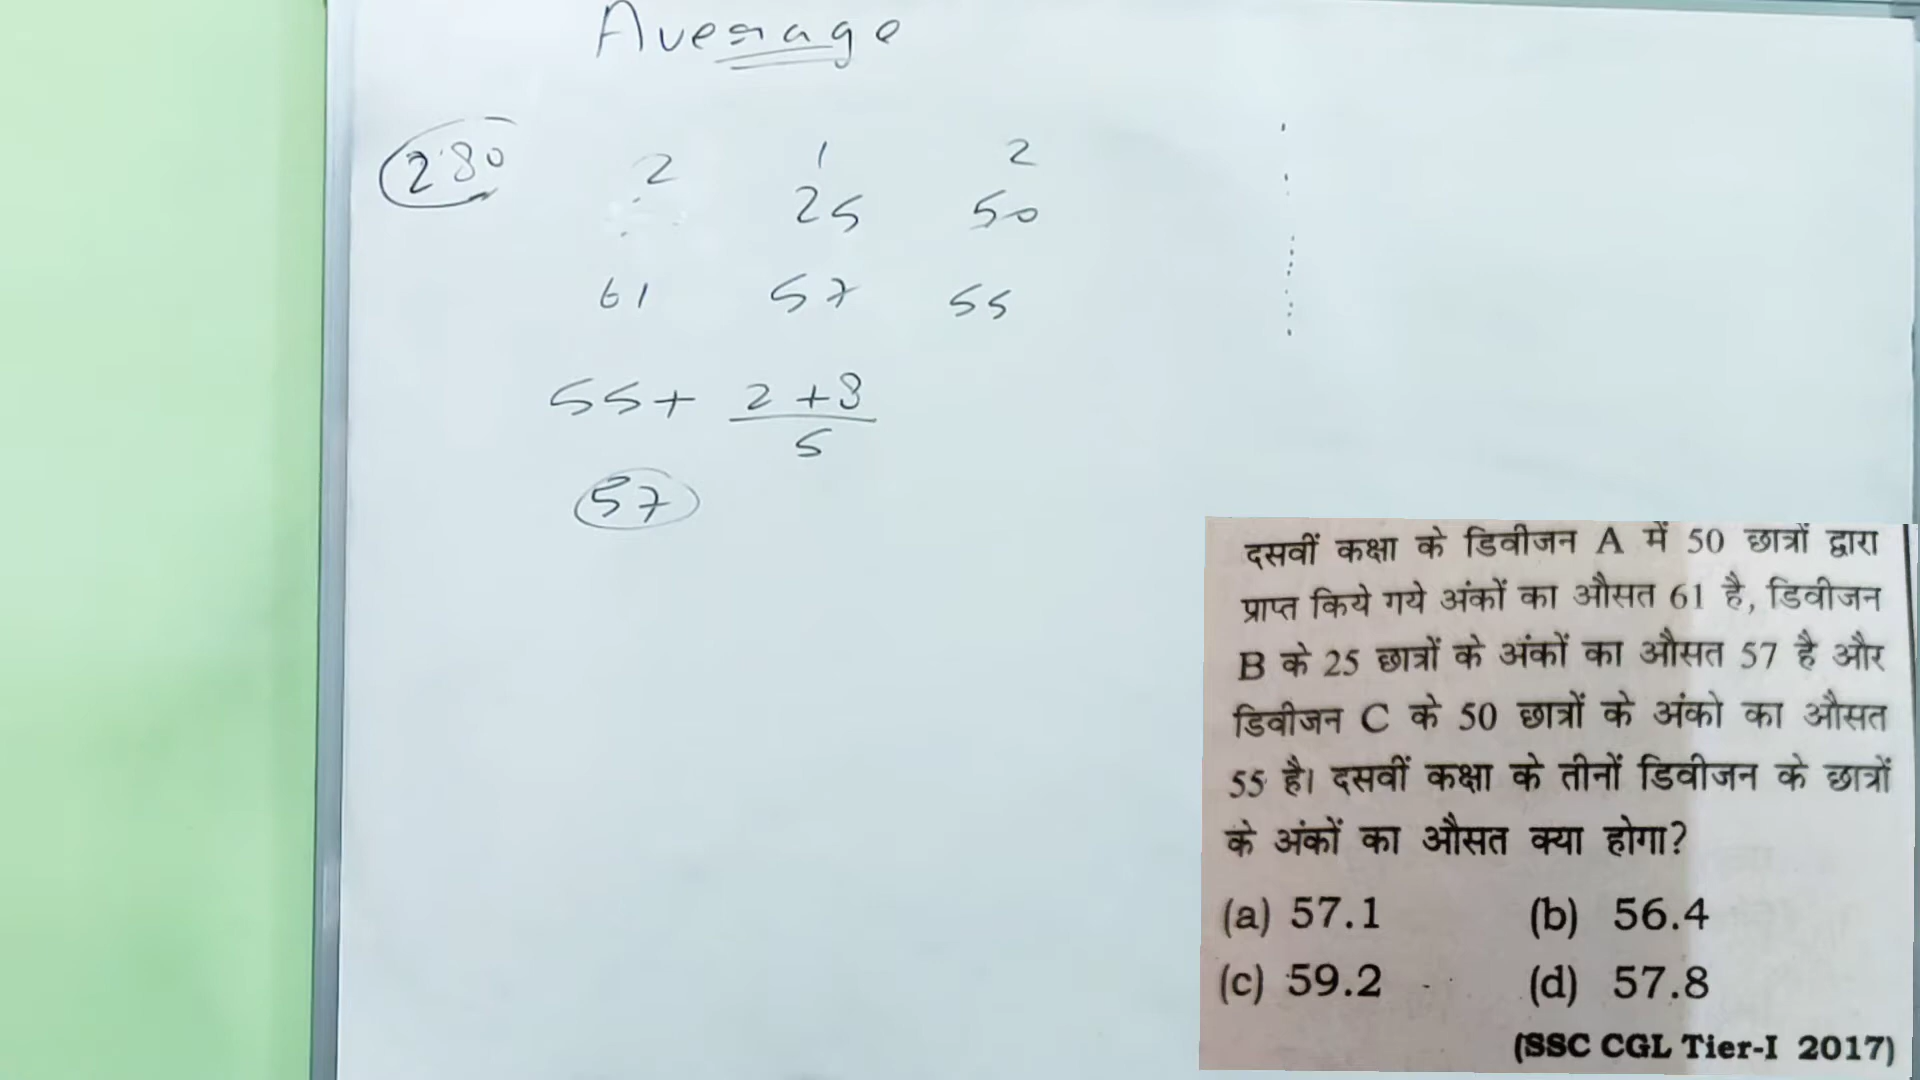 Average
280
2 1 2
25 50
61 57 55
55+ 2+8
5
57
दसवीं कक्षा के डिवीजन A में 50 छात्रों द्वारा
प्राप्त किये गये अंकों का औसत 61 है, डिवीजन
B के 25 छात्रों के अंकों का औसत 57 है और
डिवीजन C के 50 छात्रों के अंको का औसत
55 है। दसवीं कक्षा के तीनों डिवीजन के छात्रों
के अंकों का औसत क्या होगा?
(a) 57.1 (b) 56.4
(c) 59.2 (d) 57.8
(SSC CGL Tier-I 2017)